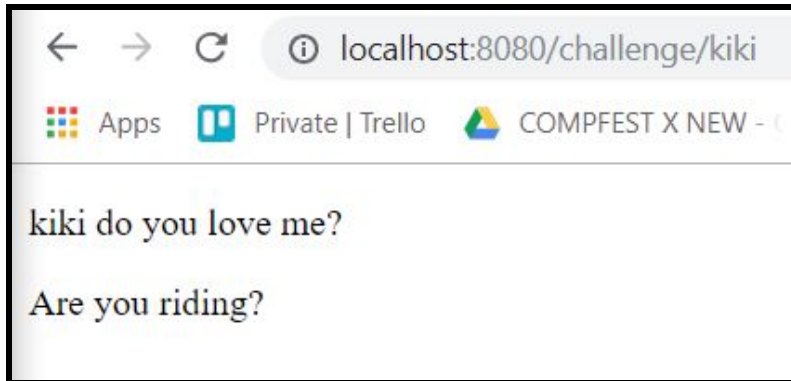 localhost:8080/challenge/kiki
Apps Private | Trello COMPFEST X NEW -
kiki do you love me?
Are you riding?